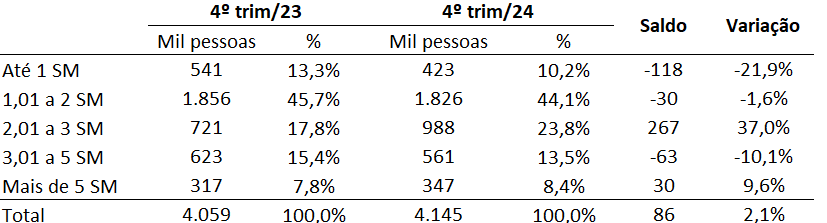 4º trim/23 4º trim/24 Saldo Variação
Mil pessoas % Mil pessoas %
Até 1 SM 541 13,3% 423 10,2% -118 -21,9%
1,01 a 2 SM 1.856 45,7% 1.826 44,1% -30 -1,6%
2,01 a 3 SM 721 17,8% 988 23,8% 267 37,0%
3,01 a 5 SM 623 15,4% 561 13,5% -63 -10,1%
Mais de 5 SM 317 7,8% 347 8,4% 30 9,6%
Total 4.059 100,0% 4.145 100,0% 86 2,1%